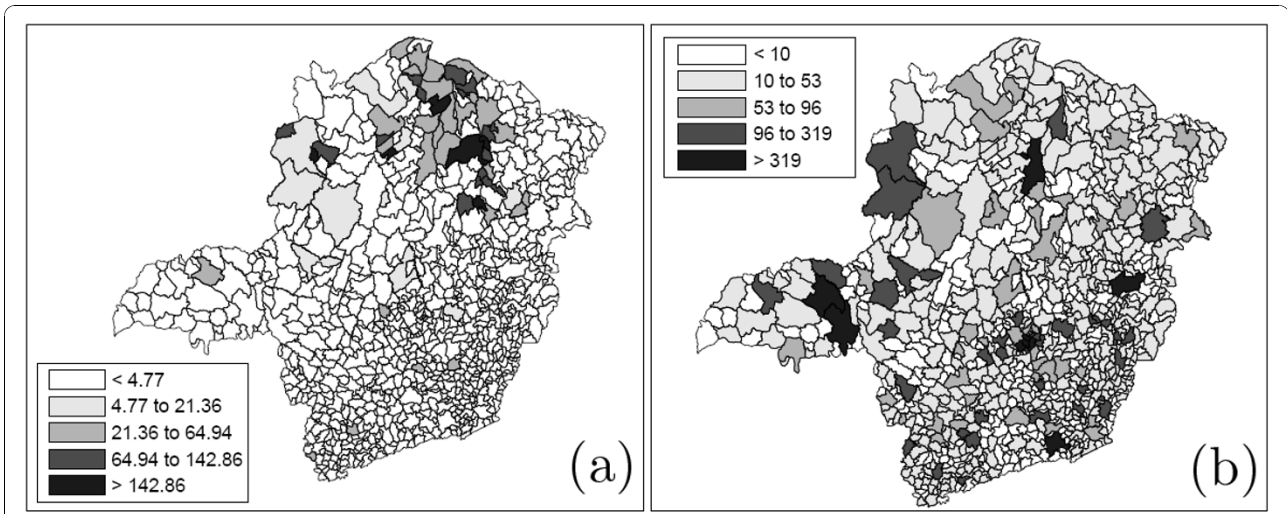 < 4.77
4.77 to 21.36
21.36 to 64.94
64.94 to 142.86
> 142.86
(a)
< 10
10 to 53
53 to 96
96 to 319
> 319
(b)